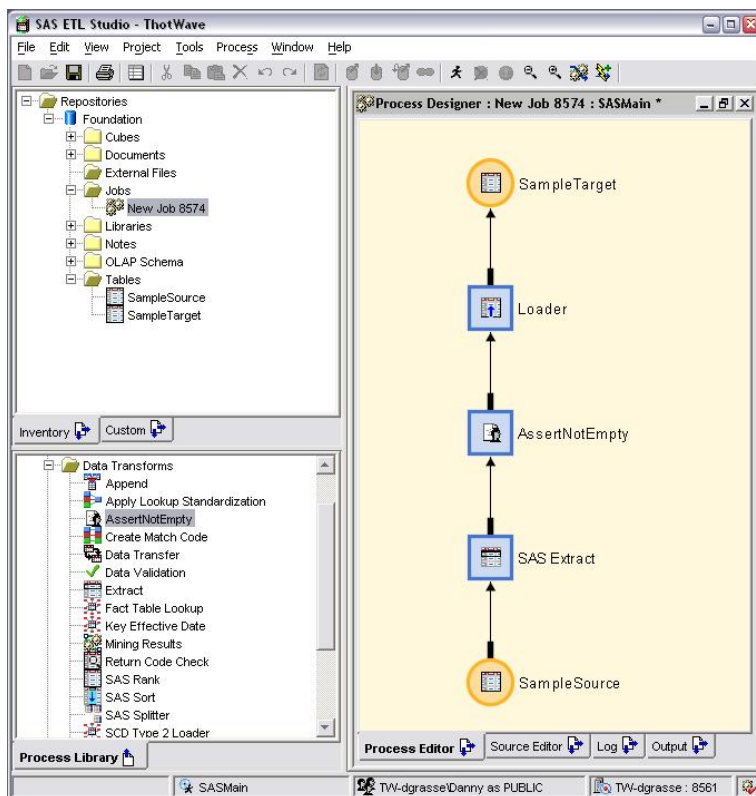 SAS ETL Studio - ThotWave
File Edit View Project Tools Process Window Help
Repositories
Foundation
Cubes
Documents
External Files
Jobs
New Job 8574
Libraries
Notes
OLAP Schema
Tables
SampleSource
SampleTarget
Inventory Custom
Data Transforms
Append
Apply Lookup Standardization
AssertNotEmpty
Create Match Code
Data Transfer
Data Validation
Extract
Fact Table Lookup
Key Effective Date
Mining Results
Return Code Check
SAS Rank
SAS Sort
SAS Splitter
SCD Type 2 Loader
Process Library
Process Designer : New Job 8574 : SASMain *
SampleTarget
Loader
AssertNotEmpty
SAS Extract
SampleSource
Process Editor Source Editor Log Output
SASMain TW-dgrasse\Danny as PUBLIC TW-dgrasse : 8561